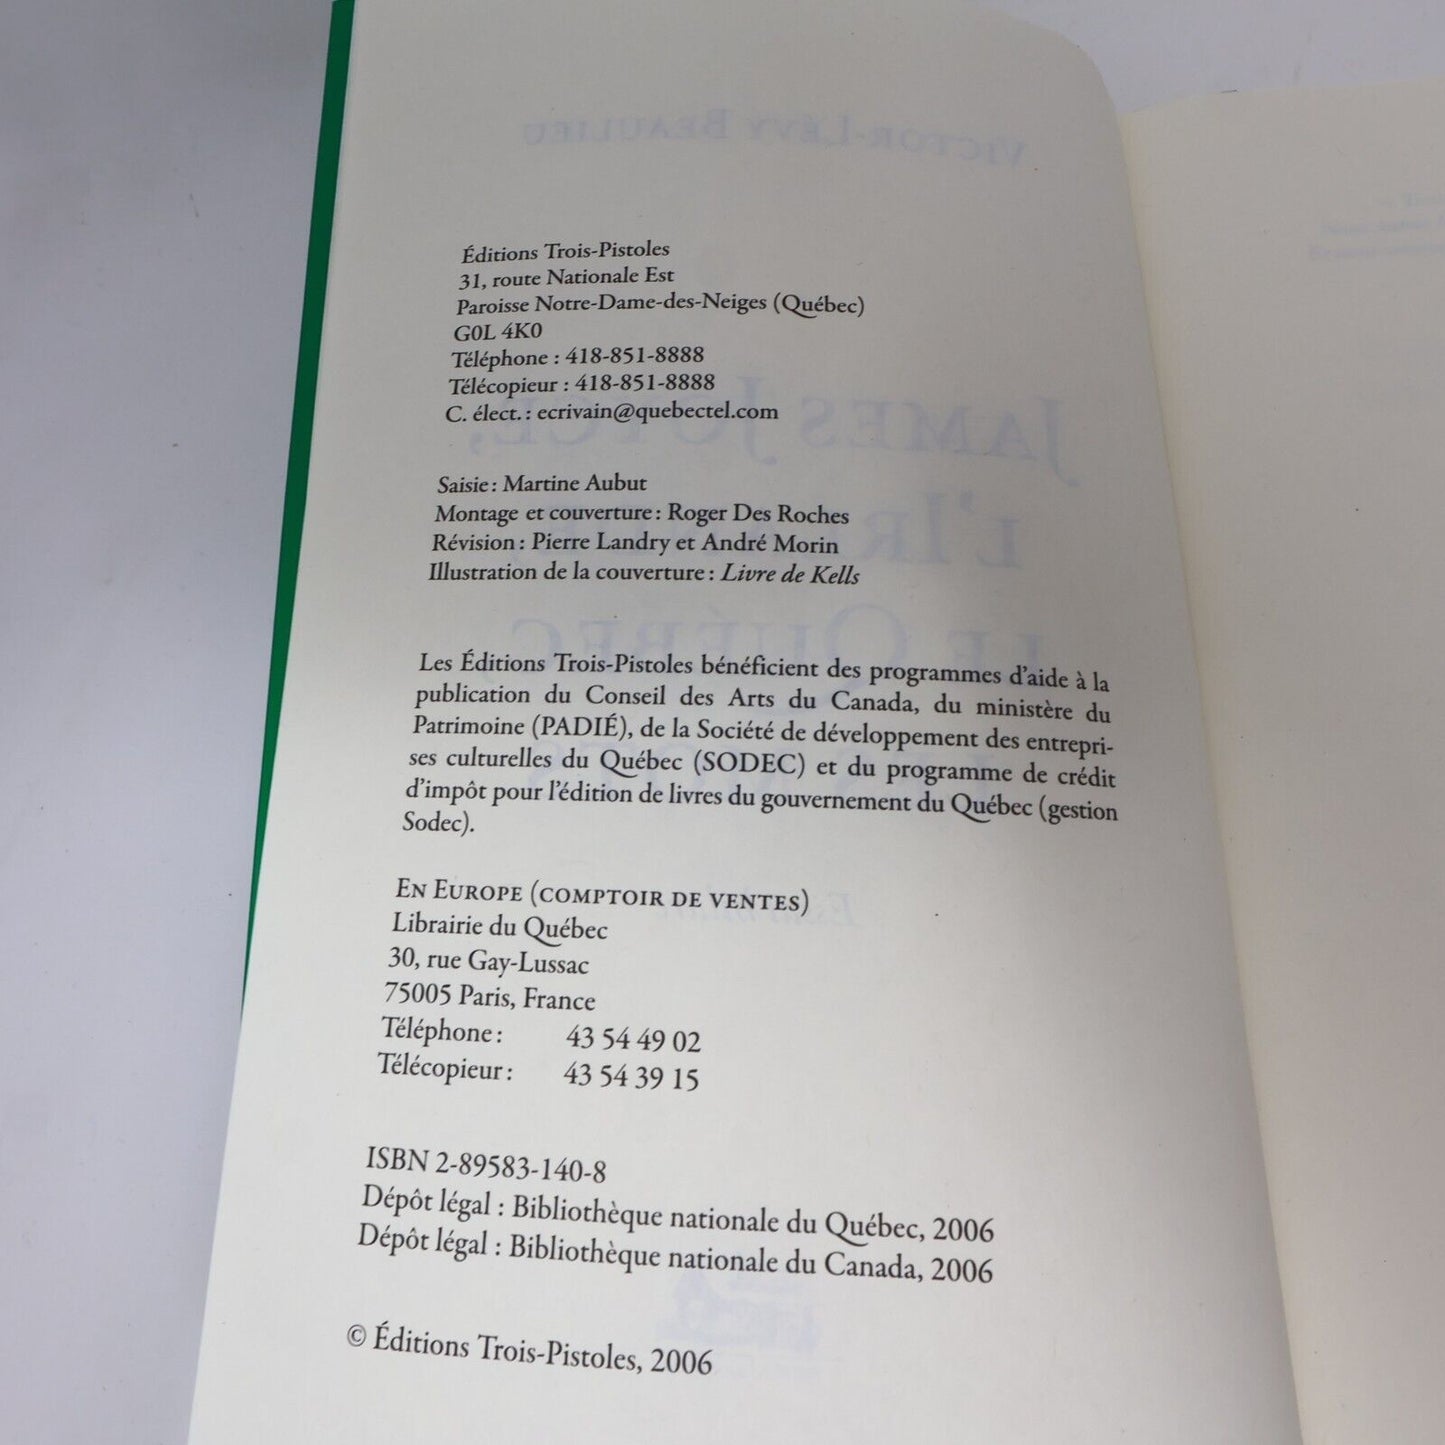 Éditions Trois-Pistoles
31, route Nationale Est
Paroisse Notre-Dame-des-Neiges (Québec)
G0L 4K0
Téléphone : 418-851-8888
Télécopieur : 418-851-8888
C. élect. : ecrivain@quebectel.com
Saisie : Martine Aubut
Montage et couverture : Roger Des Roches
Révision : Pierre Landry et André Morin
Illustration de la couverture : Livre de Kells
Les Éditions Trois-Pistoles bénéficient des programmes d'aide à la
publication du Conseil des Arts du Canada, du ministère du
Patrimoine (PADIÉ), de la Société de développement des entrepri-
ses culturelles du Québec (SODEC) et du programme de crédit
d'impôt pour l'édition de livres du gouvernement du Québec (gestion
Sodec).
En Europe (comptoir de ventes)
Librairie du Québec
30, rue Gay-Lussac
75005 Paris, France
Téléphone : 43 54 49 02
Télécopieur : 43 54 39 15
ISBN 2-89583-140-8
Dépôt légal : Bibliothèque nationale du Québec, 2006
Dépôt légal : Bibliothèque nationale du Canada, 2006
© Éditions Trois-Pistoles, 2006